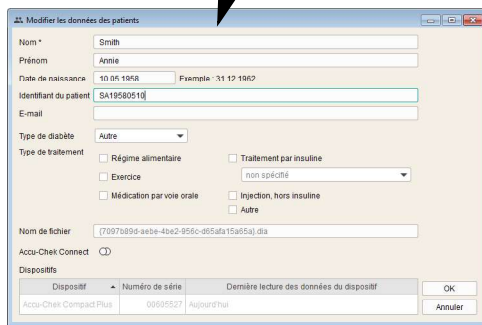 Modifier les données des patients
Nom * Smith
Prénom Annie
Date de naissance 10.05.1958 Exemple : 31.12.1962
Identifiant du patient SA19580510
E-mail
Type de diabète Autre
Type de traitement
Régime alimentaire Traitement par insuline
Exercice non spécifié
Médication par voie orale Injection, hors insuline
Autre
Nom de fichier {7097b89d-aebe-4be2-956c-d65afa15a65a}.dia
Accu-Chek Connect
Dispositifs
Dispositif Numéro de série Dernière lecture des données du dispositif OK
Accu-Chek Compact Plus 00605527 Aujourd'hui Annuler